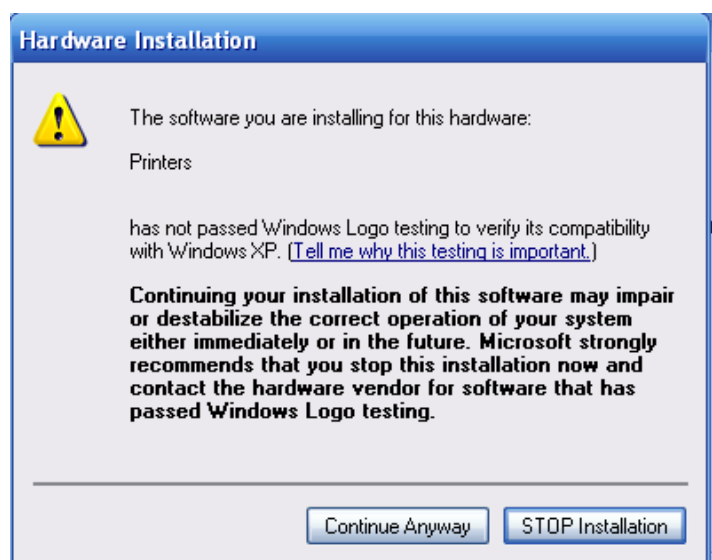 Hardware Installation
The software you are installing for this hardware:
Printers
has not passed Windows Logo testing to verify its compatibility
with Windows XP. (Tell me why this testing is important.)
Continuing your installation of this software may impair
or destabilize the correct operation of your system
either immediately or in the future. Microsoft strongly
recommends that you stop this installation now and
contact the hardware vendor for software that has
passed Windows Logo testing.
Continue Anyway
STOP Installation